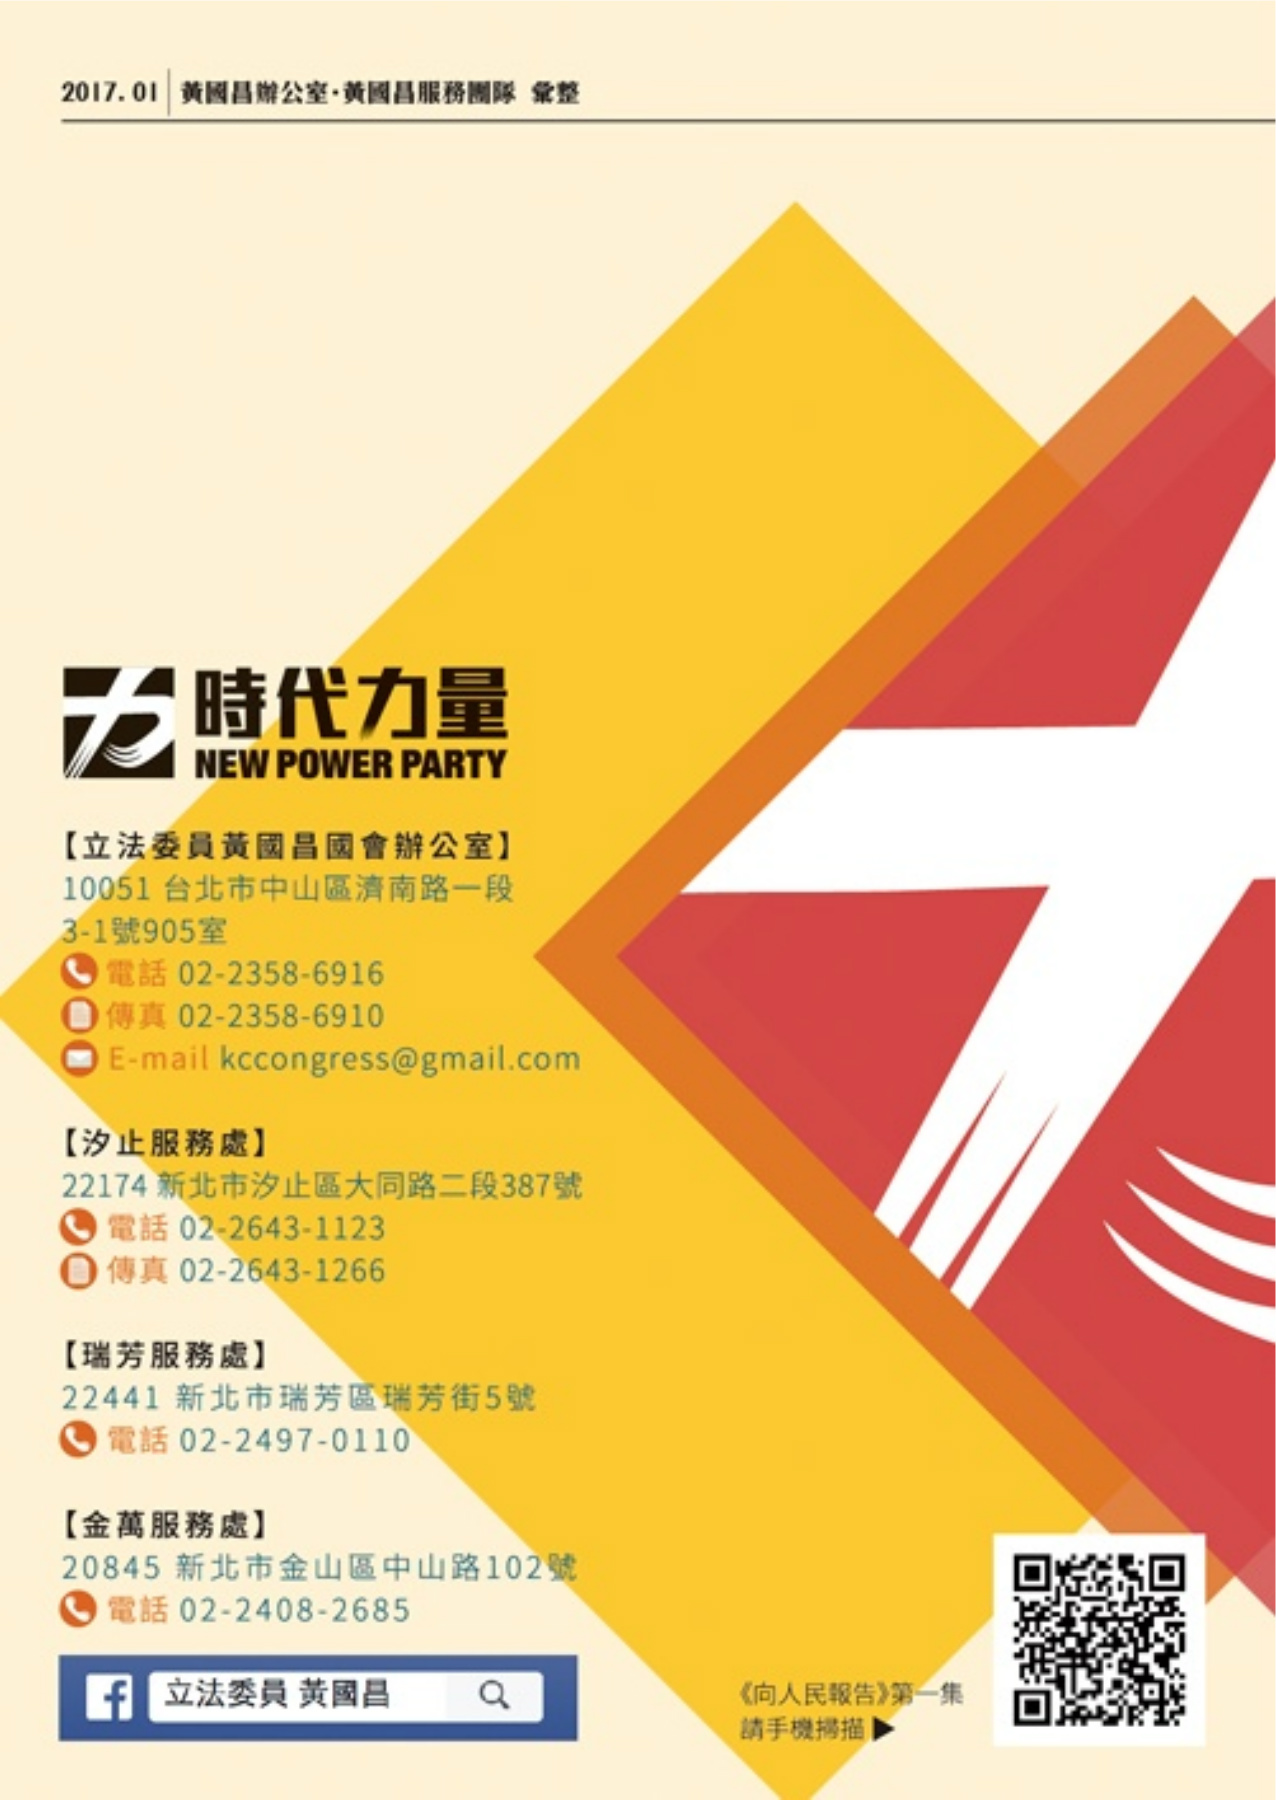 2017.01 黃國昌辦公室·黃國昌服務團隊 彙整
時代力量
NEW POWER PARTY
【立法委員黃國昌國會辦公室】
10051 台北市中山區濟南路一段
3-1號905室
電話 02-2358-6916
傳真 02-2358-6910
E-mail kccongress@gmail.com
【汐止服務處】
22174 新北市汐止區大同路二段387號
電話 02-2643-1123
傳真 02-2643-1266
【瑞芳服務處】
22441 新北市瑞芳區瑞芳街5號
電話 02-2497-0110
【金萬服務處】
20845 新北市金山區中山路102號
電話 02-2408-2685
立法委員 黃國昌
《向人民報告》第一集
請手機掃描▶